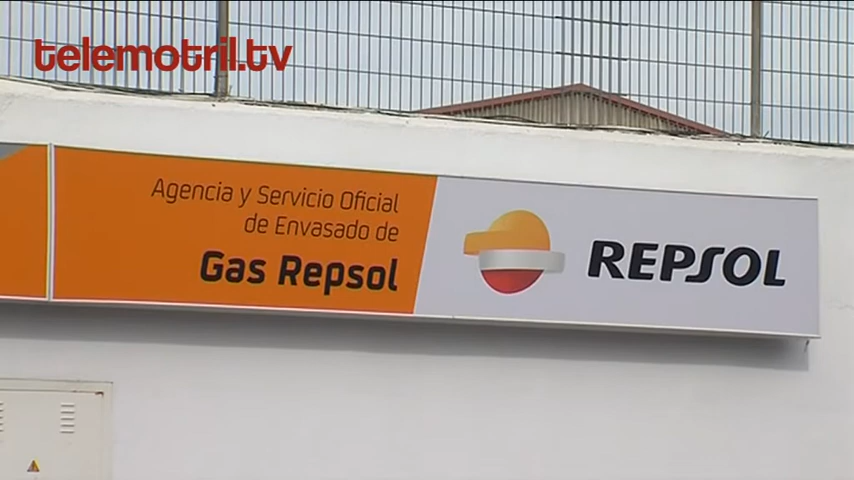 telemotril.tv
Agencia y Servicio Oficial
de Envasado de
Gas Repsol
REPSOL